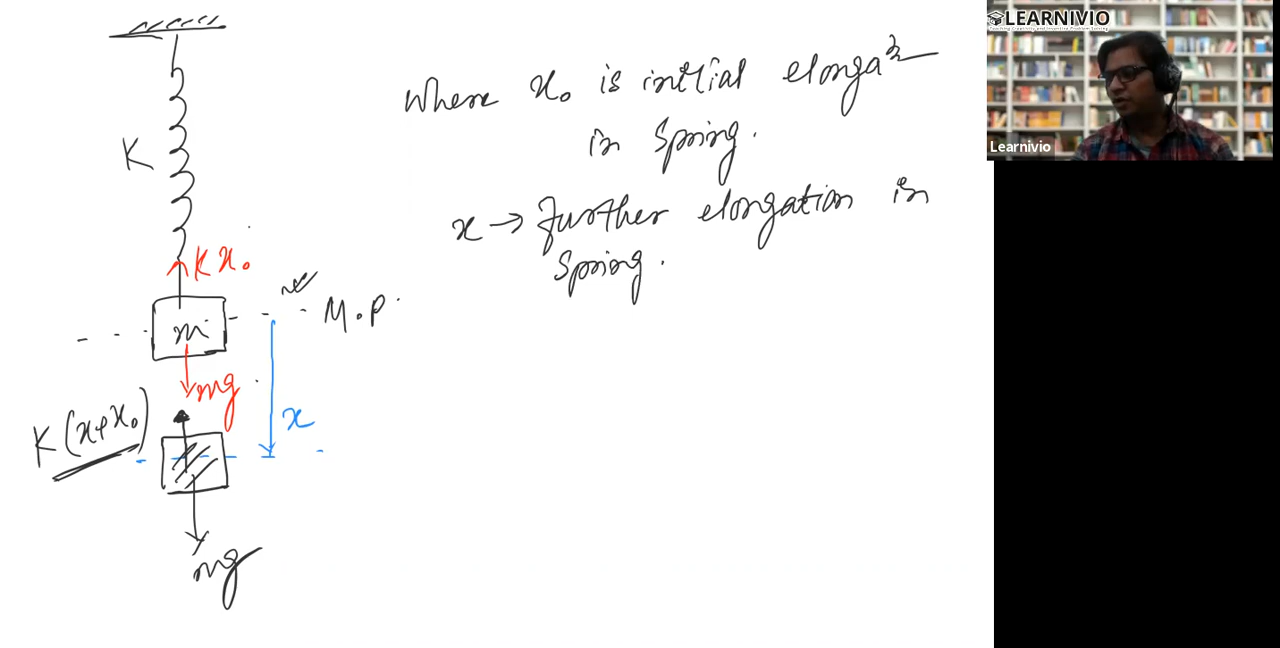 LEARNIVIO
Learnivio
Where x₀ is initial elongaⁿ
in Spring.
x → further elongation in
Spring.
K
Kx₀
M.P.
m
mg
K(x+x₀)
x
mg